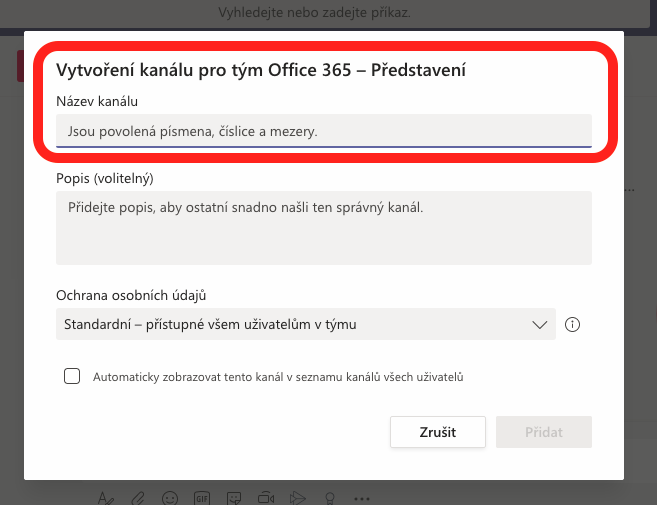 Vyhledejte nebo zadejte příkaz.
Vytvoření kanálu pro tým Office 365 – Představení
Název kanálu
Jsou povolená písmena, číslice a mezery.
Popis (volitelný)
Přidejte popis, aby ostatní snadno našli ten správný kanál.
Ochrana osobních údajů
Standardní – přístupné všem uživatelům v týmu
Automaticky zobrazovat tento kanál v seznamu kanálů všech uživatelů
Zrušit
Přidat
GIF